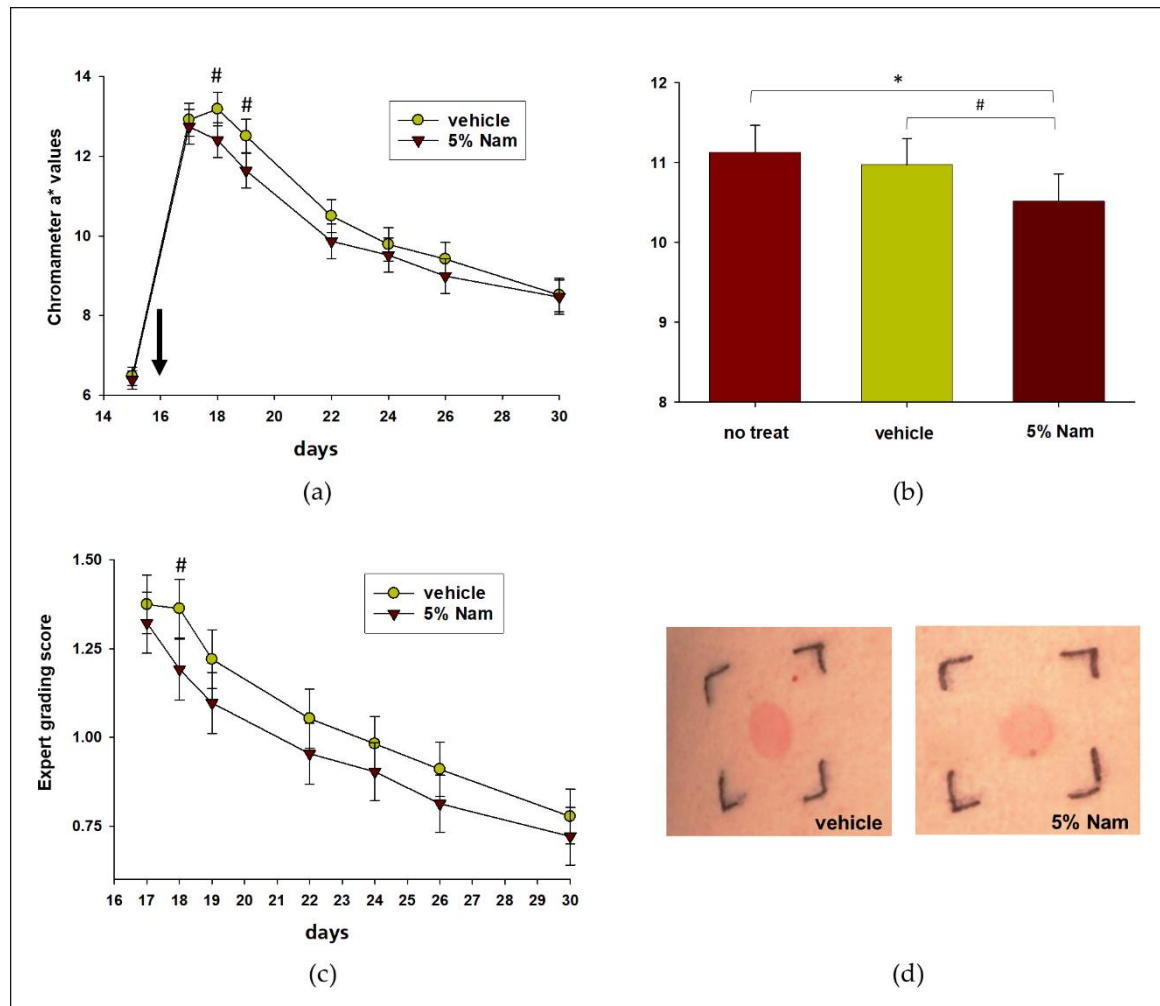 14
12
10
8
6
Chromameter a* values
#
#
vehicle
5% Nam
14 16 18 20 22 24 26 28 30
days
(a)
12
11
10
9
8
*
#
no treat vehicle 5% Nam
(b)
1.50
1.25
1.00
0.75
Expert grading score
#
vehicle
5% Nam
16 17 18 19 20 21 22 23 24 25 26 27 28 29 30
days
(c)
vehicle
5% Nam
(d)